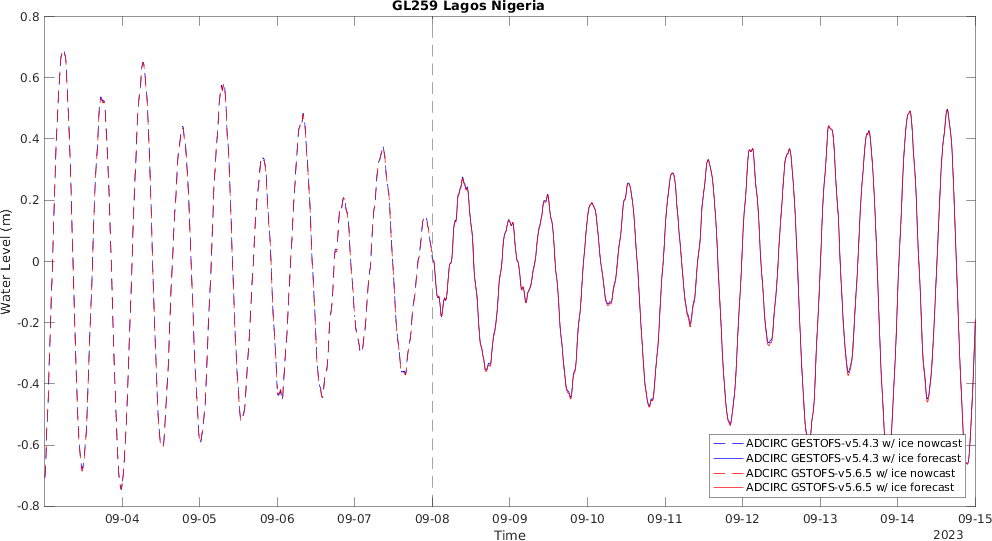 GL259 Lagos Nigeria
Water Level (m)
0.8
0.6
0.4
0.2
0
-0.2
-0.4
-0.6
-0.8
ADCIRC GESTOFS-v5.4.3 w/ ice nowcast
ADCIRC GESTOFS-v5.4.3 w/ ice forecast
ADCIRC GSTOFS-v5.6.5 w/ ice nowcast
ADCIRC GSTOFS-v5.6.5 w/ ice forecast
09-04 09-05 09-06 09-07 09-08 09-09 09-10 09-11 09-12 09-13 09-14 09-15
Time
2023